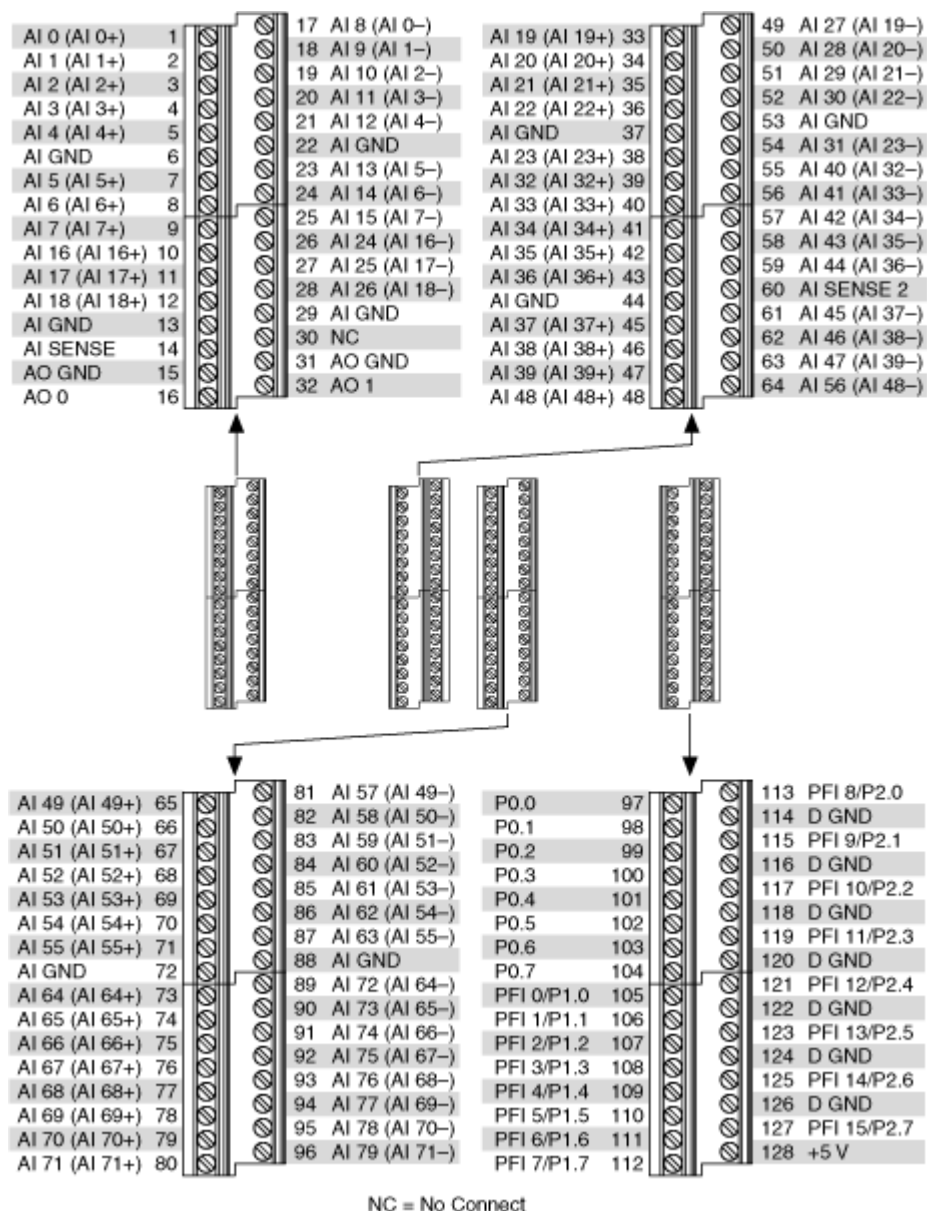 AI 0 (AI 0+) 1
AI 1 (AI 1+) 2
AI 2 (AI 2+) 3
AI 3 (AI 3+) 4
AI 4 (AI 4+) 5
AI GND 6
AI 5 (AI 5+) 7
AI 6 (AI 6+) 8
AI 7 (AI 7+) 9
AI 16 (AI 16+) 10
AI 17 (AI 17+) 11
AI 18 (AI 18+) 12
AI GND 13
AI SENSE 14
AO GND 15
AO 0 16
17 AI 8 (AI 0–)
18 AI 9 (AI 1–)
19 AI 10 (AI 2–)
20 AI 11 (AI 3–)
21 AI 12 (AI 4–)
22 AI GND
23 AI 13 (AI 5–)
24 AI 14 (AI 6–)
25 AI 15 (AI 7–)
26 AI 24 (AI 16–)
27 AI 25 (AI 17–)
28 AI 26 (AI 18–)
29 AI GND
30 NC
31 AO GND
32 AO 1
AI 19 (AI 19+) 33
AI 20 (AI 20+) 34
AI 21 (AI 21+) 35
AI 22 (AI 22+) 36
AI GND 37
AI 23 (AI 23+) 38
AI 32 (AI 32+) 39
AI 33 (AI 33+) 40
AI 34 (AI 34+) 41
AI 35 (AI 35+) 42
AI 36 (AI 36+) 43
AI GND 44
AI 37 (AI 37+) 45
AI 38 (AI 38+) 46
AI 39 (AI 39+) 47
AI 48 (AI 48+) 48
49 AI 27 (AI 19–)
50 AI 28 (AI 20–)
51 AI 29 (AI 21–)
52 AI 30 (AI 22–)
53 AI GND
54 AI 31 (AI 23–)
55 AI 40 (AI 32–)
56 AI 41 (AI 33–)
57 AI 42 (AI 34–)
58 AI 43 (AI 35–)
59 AI 44 (AI 36–)
60 AI SENSE 2
61 AI 45 (AI 37–)
62 AI 46 (AI 38–)
63 AI 47 (AI 39–)
64 AI 56 (AI 48–)
AI 49 (AI 49+) 65
AI 50 (AI 50+) 66
AI 51 (AI 51+) 67
AI 52 (AI 52+) 68
AI 53 (AI 53+) 69
AI 54 (AI 54+) 70
AI 55 (AI 55+) 71
AI GND 72
AI 64 (AI 64+) 73
AI 65 (AI 65+) 74
AI 66 (AI 66+) 75
AI 67 (AI 67+) 76
AI 68 (AI 68+) 77
AI 69 (AI 69+) 78
AI 70 (AI 70+) 79
AI 71 (AI 71+) 80
81 AI 57 (AI 49–)
82 AI 58 (AI 50–)
83 AI 59 (AI 51–)
84 AI 60 (AI 52–)
85 AI 61 (AI 53–)
86 AI 62 (AI 54–)
87 AI 63 (AI 55–)
88 AI GND
89 AI 72 (AI 64–)
90 AI 73 (AI 65–)
91 AI 74 (AI 66–)
92 AI 75 (AI 67–)
93 AI 76 (AI 68–)
94 AI 77 (AI 69–)
95 AI 78 (AI 70–)
96 AI 79 (AI 71–)
P0.0 97
P0.1 98
P0.2 99
P0.3 100
P0.4 101
P0.5 102
P0.6 103
P0.7 104
PFI 0/P1.0 105
PFI 1/P1.1 106
PFI 2/P1.2 107
PFI 3/P1.3 108
PFI 4/P1.4 109
PFI 5/P1.5 110
PFI 6/P1.6 111
PFI 7/P1.7 112
113 PFI 8/P2.0
114 D GND
115 PFI 9/P2.1
116 D GND
117 PFI 10/P2.2
118 D GND
119 PFI 11/P2.3
120 D GND
121 PFI 12/P2.4
122 D GND
123 PFI 13/P2.5
124 D GND
125 PFI 14/P2.6
126 D GND
127 PFI 15/P2.7
128 +5 V
NC = No Connect